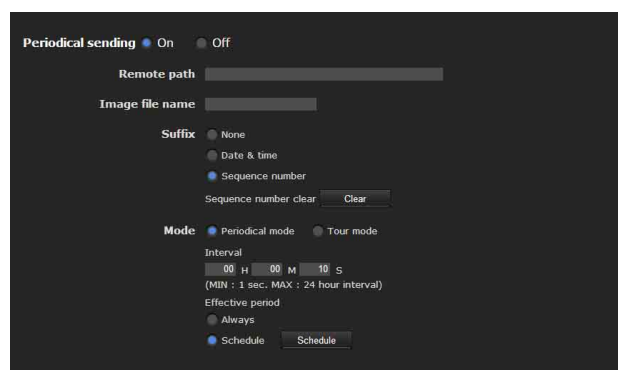 Periodical sending On Off
Remote path
Image file name
Suffix None
Date & time
Sequence number
Sequence number clear Clear
Mode Periodical mode Tour mode
Interval
00 H 00 M 10 S
(MIN : 1 sec. MAX : 24 hour interval)
Effective period
Always
Schedule Schedule